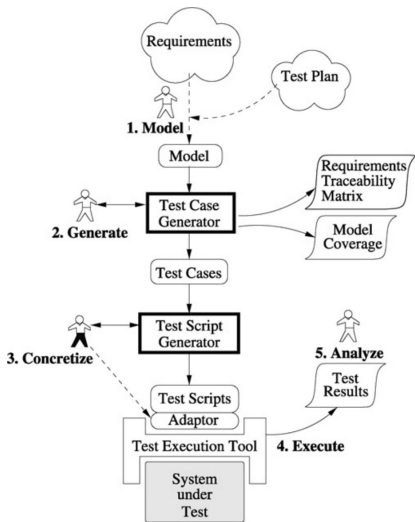 Requirements
Test Plan
1. Model
Model
Requirements
Traceability
Matrix
Test Case
Generator
2. Generate
Model
Coverage
Test Cases
Test Script
Generator
3. Concretize
5. Analyze
Test
Results
Test Scripts
Adaptor
Test Execution Tool
4. Execute
System
under
Test